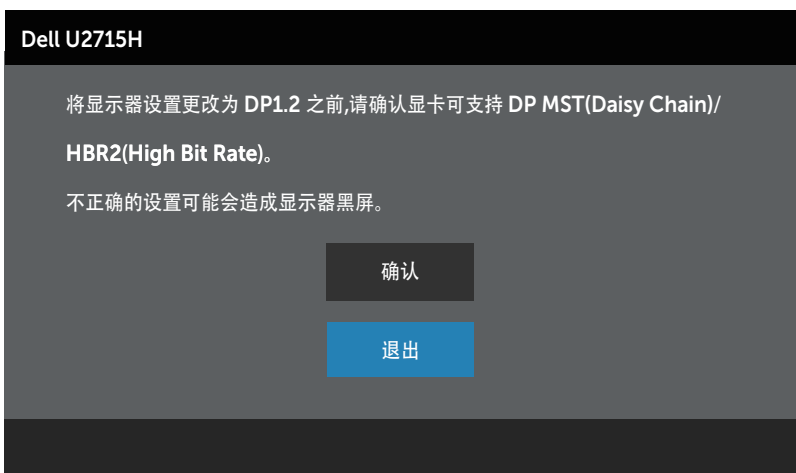 Dell U2715H
将显示器设置更改为 DP1.2 之前,请确认显卡可支持 DP MST(Daisy Chain)/
HBR2(High Bit Rate)。
不正确的设置可能会造成显示器黑屏。
确认
退出